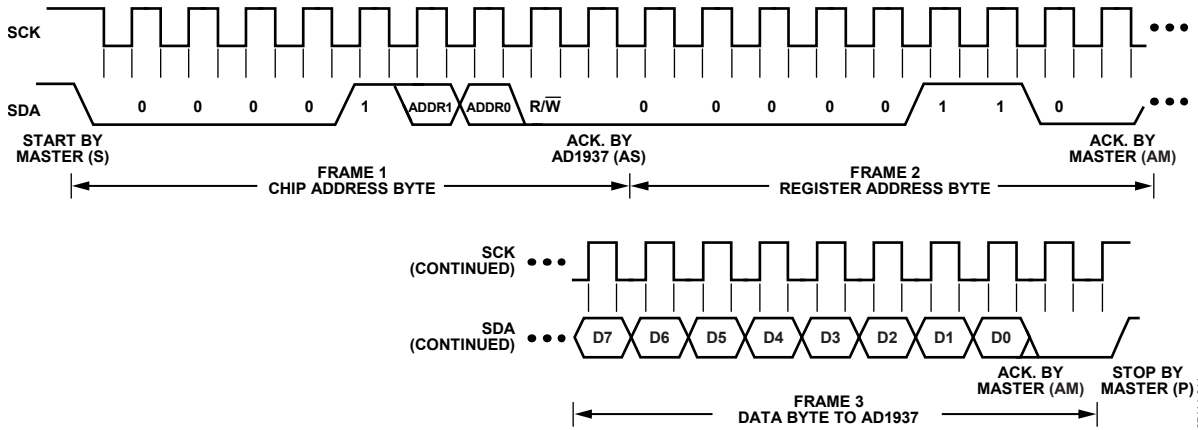 SCK
SDA
0 0 0 0 1 ADDR1 ADDR0 R/W̅ 0 0 0 0 0 1 1 0
START BY
MASTER (S)
ACK. BY
AD1937 (AS)
ACK. BY
MASTER (AM)
FRAME 1
CHIP ADDRESS BYTE
FRAME 2
REGISTER ADDRESS BYTE
SCK
(CONTINUED)
SDA
(CONTINUED)
D7 D6 D5 D4 D3 D2 D1 D0
ACK. BY
MASTER (AM)
STOP BY
MASTER (P)
FRAME 3
DATA BYTE TO AD1937